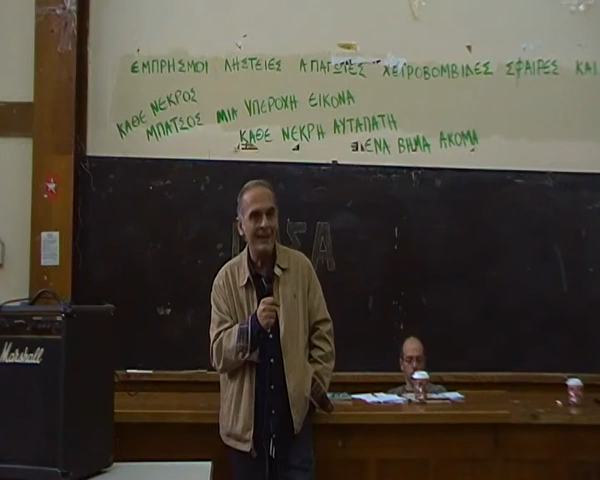 ΕΜΠΡΗΣΜΟΙ ΛΗΣΤΕΙΕΣ ΑΠΑΓΩΓΕΣ ΧΕΙΡΟΒΟΜΒΙΔΕΣ ΣΦΑΙΡΕΣ ΚΑΙ
ΚΑΘΕ ΝΕΚΡΟΣ
ΜΠΑΤΣΟΣ ΜΙΑ ΥΠΕΡΟΧΗ ΕΙΚΟΝΑ
ΚΑΘΕ ΝΕΚΡΗ ΑΥΤΑΠΑΤΗ
ΕΝΑ ΒΗΜΑ ΑΚΟΜΑ
Marshall